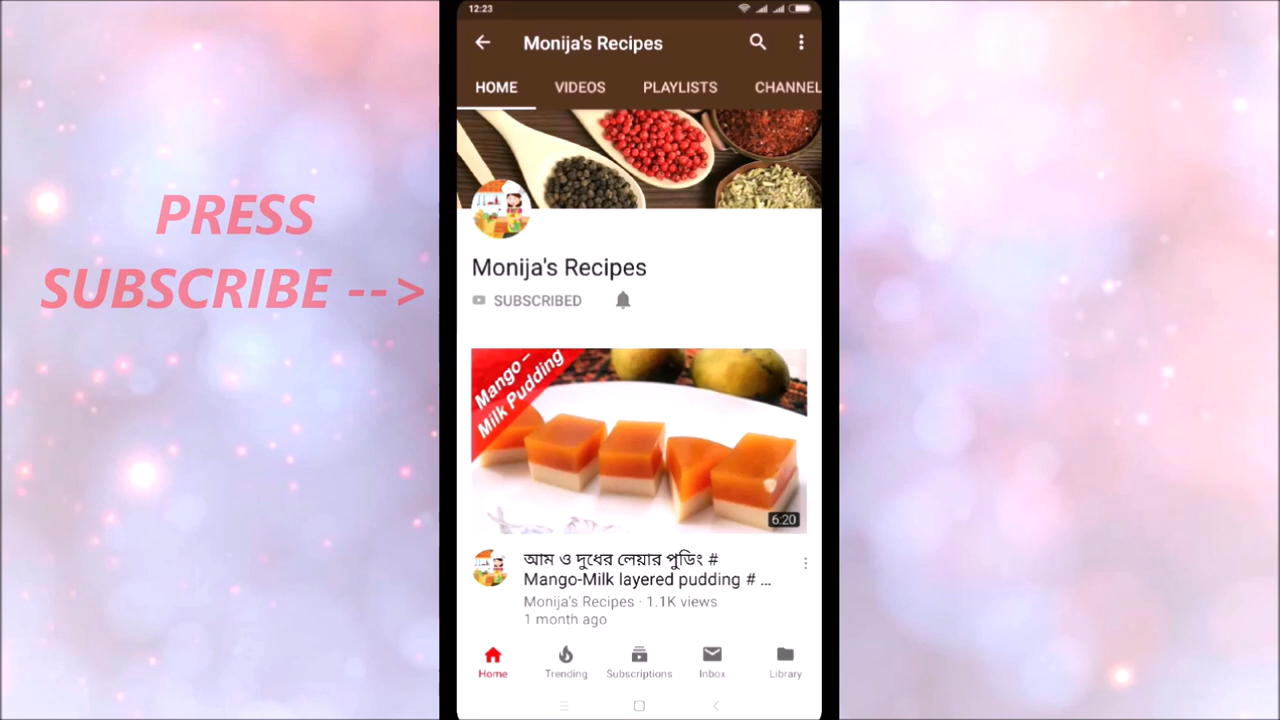 12:23
Monija's Recipes
HOME VIDEOS PLAYLISTS CHANNEL
PRESS
SUBSCRIBE -->
Monija's Recipes
SUBSCRIBED
Mango –
Milk Pudding
6:20
আম ও দুধের লেয়ার পুডিং #
Mango-Milk layered pudding # ...
Monija's Recipes · 1.1K views
1 month ago
Home Trending Subscriptions Inbox Library